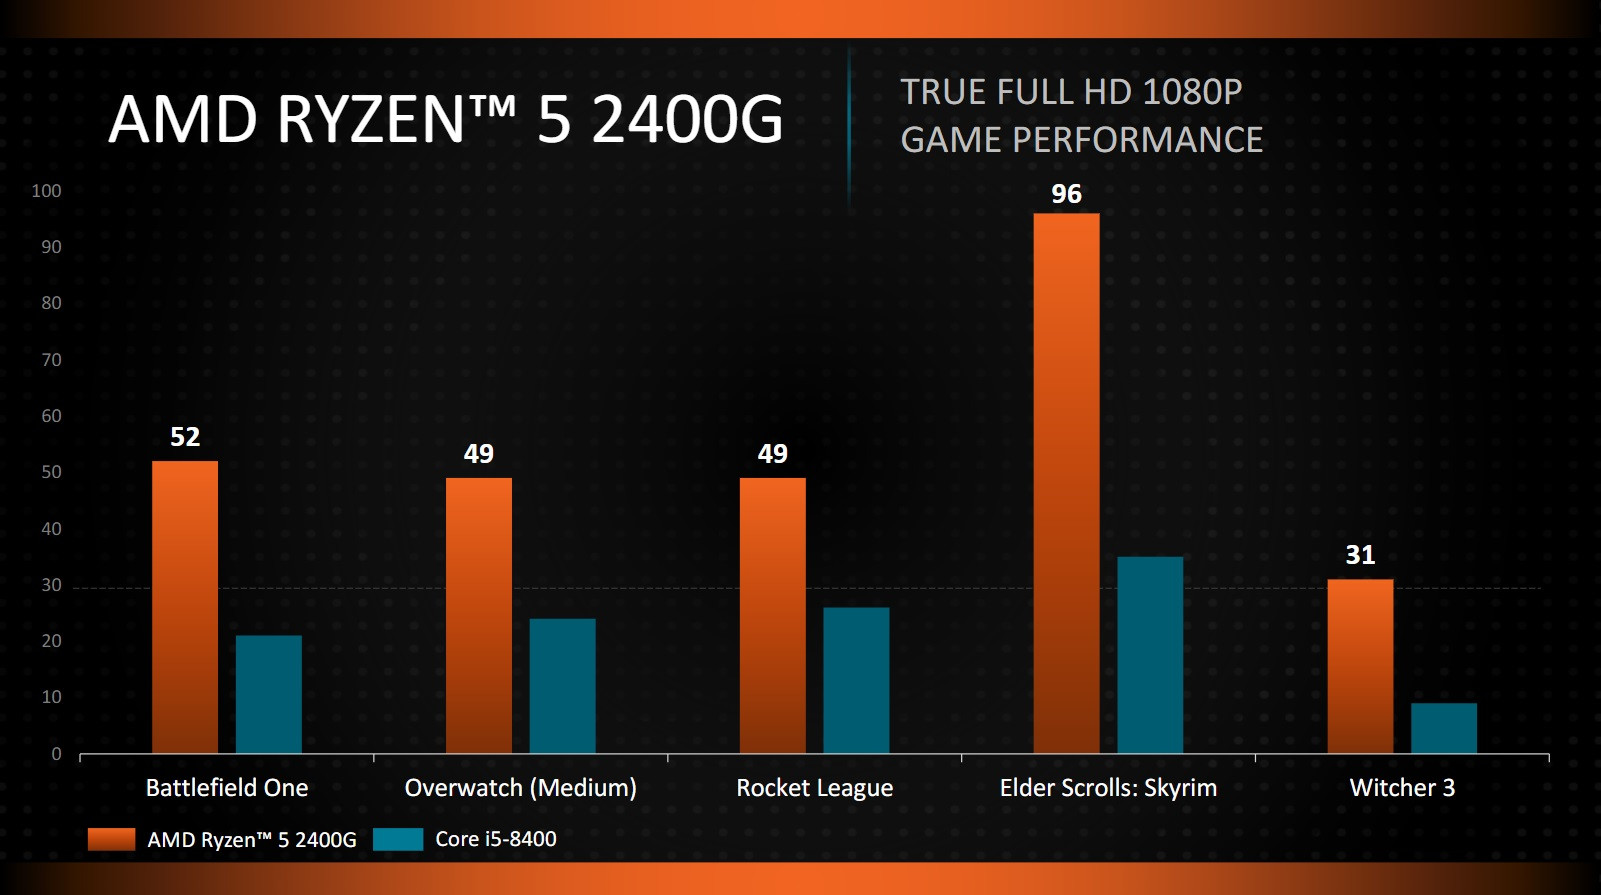 AMD RYZEN™ 5 2400G
TRUE FULL HD 1080P
GAME PERFORMANCE
100
90
80
70
60
50
40
30
20
10
0
52
49
49
96
31
Battlefield One
Overwatch (Medium)
Rocket League
Elder Scrolls: Skyrim
Witcher 3
AMD Ryzen™ 5 2400G
Core i5-8400